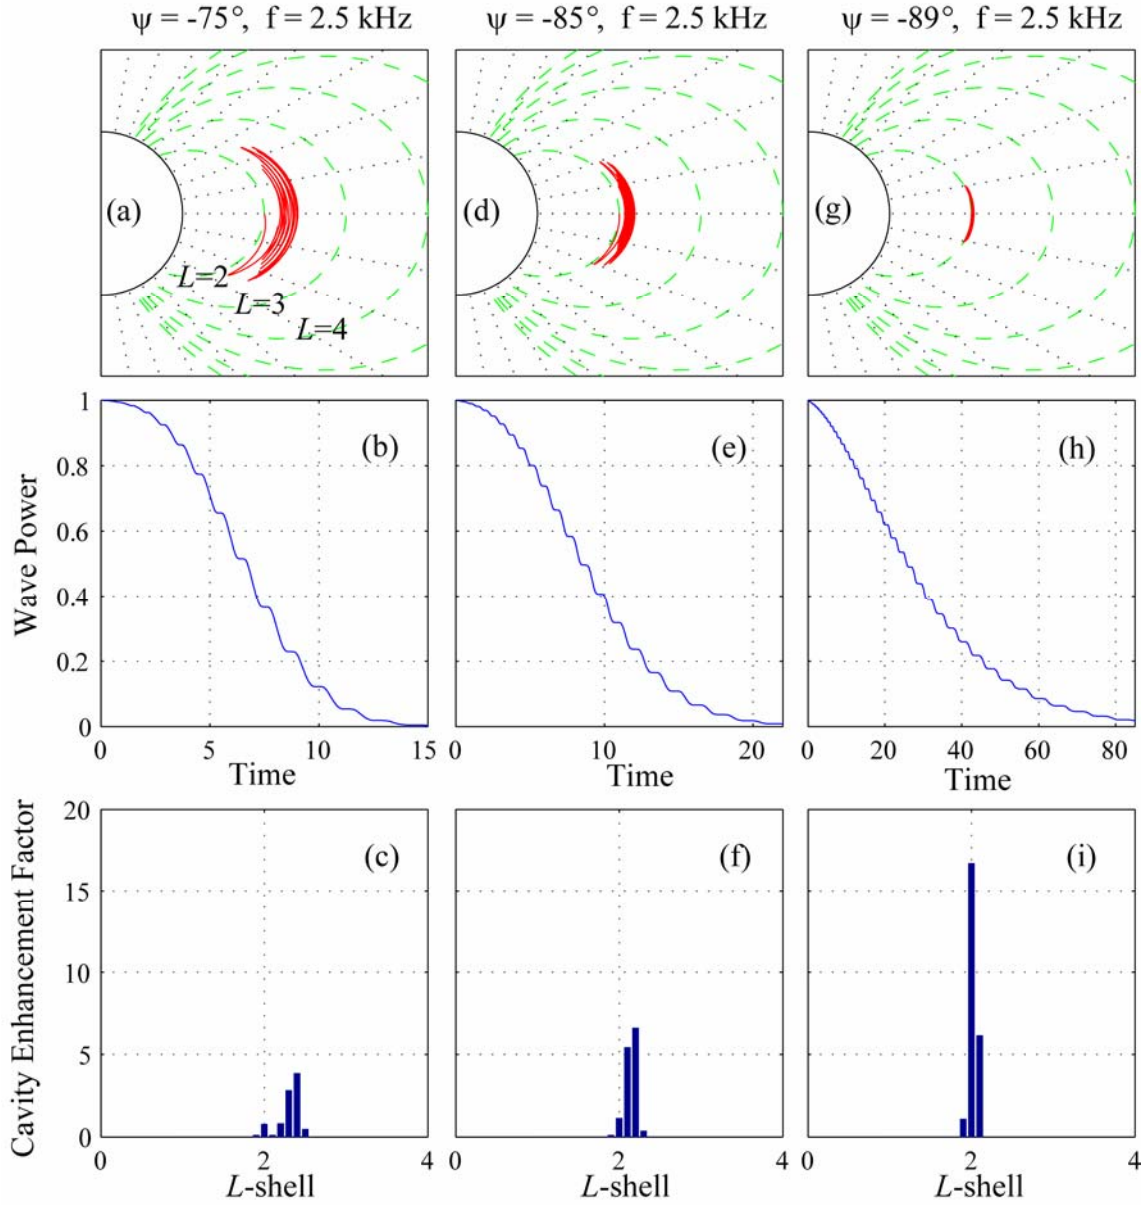 ψ = -75°, f = 2.5 kHz
ψ = -85°, f = 2.5 kHz
ψ = -89°, f = 2.5 kHz
(a)
(d)
(g)
L=2
L=3
L=4
Wave Power
1
0.8
0.6
0.4
0.2
0
(b)
(e)
(h)
0 5 10 15
0 10 20
0 20 40 60 80
Time
Time
Time
Cavity Enhancement Factor
20
15
10
5
0
(c)
(f)
(i)
0 2 4
0 2 4
0 2 4
L-shell
L-shell
L-shell